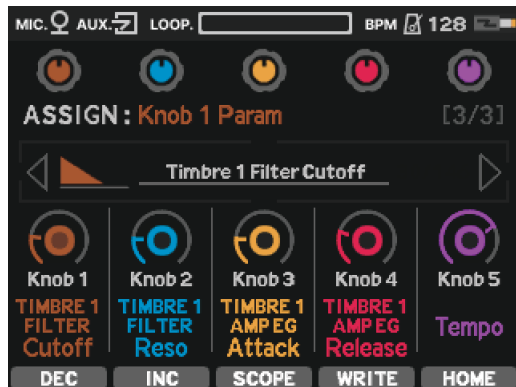 MIC. AUX. LOOP. BPM 128
ASSIGN: Knob 1 Param [3/3]
Timbre 1 Filter Cutoff
Knob 1 Knob 2 Knob 3 Knob 4 Knob 5
TIMBRE 1 TIMBRE 1 TIMBRE 1 TIMBRE 1
FILTER FILTER AMP EG AMP EG Tempo
Cutoff Reso Attack Release
DEC INC SCOPE WRITE HOME